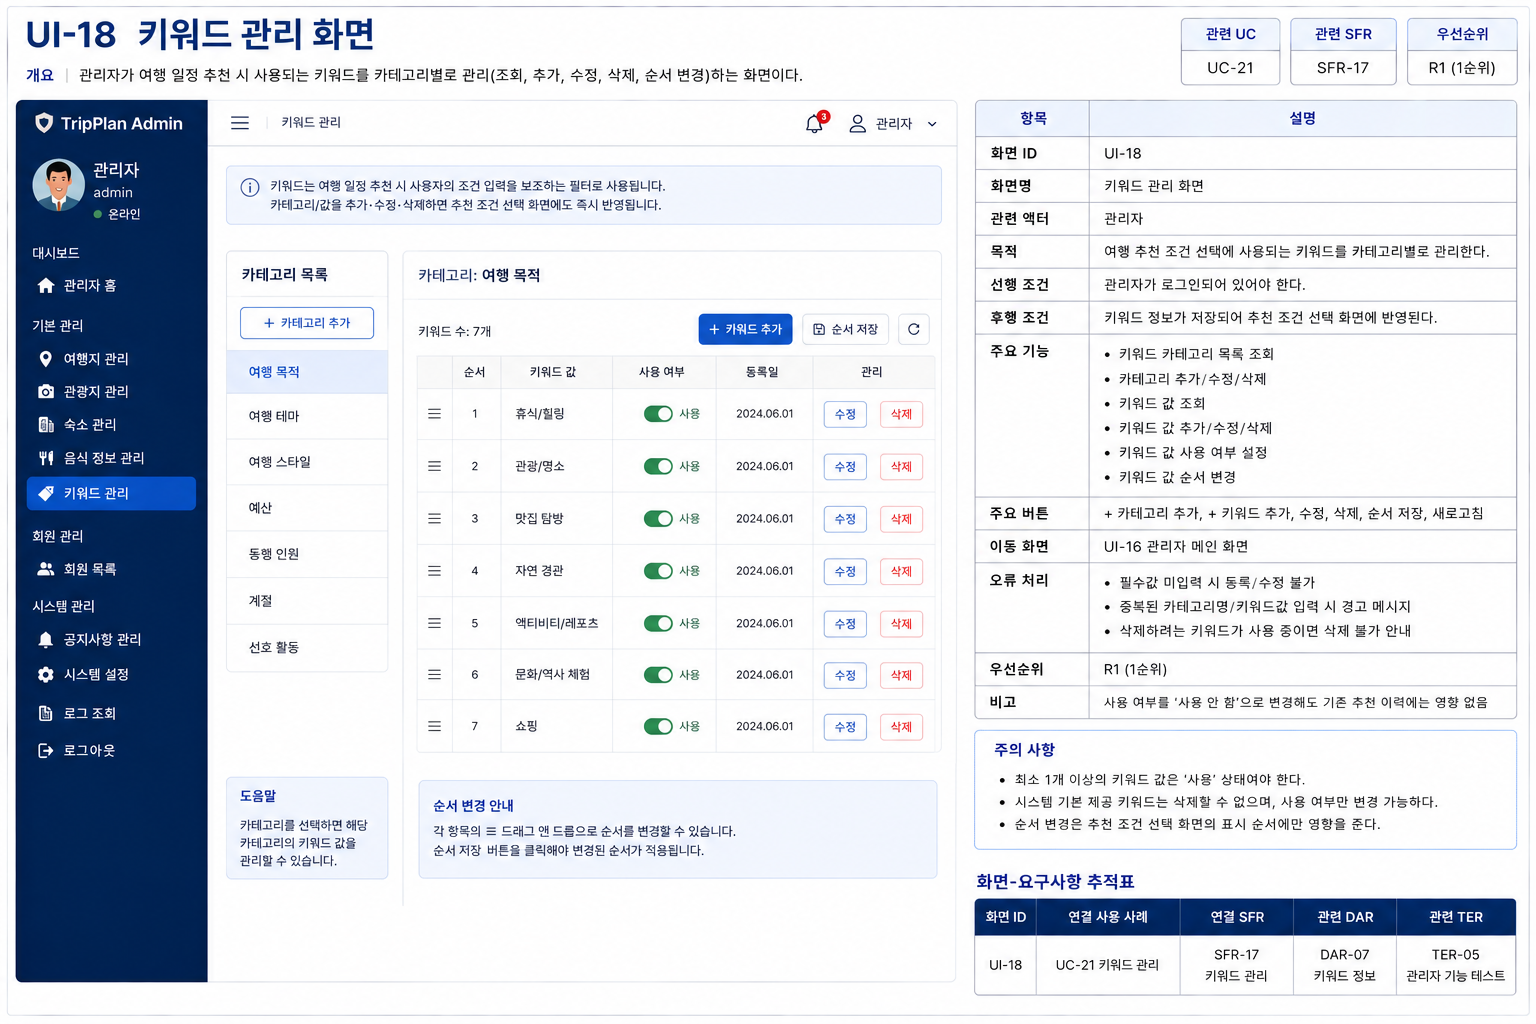 UI-18 키워드 관리 화면
개요 | 관리자가 여행 일정 추천 시 사용되는 키워드를 카테고리별로 관리(조회, 추가, 수정, 삭제, 순서 변경)하는 화면이다.
관련 UC
UC-21
관련 SFR
SFR-17
우선순위
R1 (1순위)
TripPlan Admin
관리자
admin
온라인
대시보드
관리자 홈
기본 관리
여행지 관리
관광지 관리
숙소 관리
음식 정보 관리
키워드 관리
회원 관리
회원 목록
시스템 관리
공지사항 관리
시스템 설정
로그 조회
로그아웃
키워드 관리
3
관리자
키워드는 여행 일정 추천 시 사용자의 조건 입력을 보조하는 필터로 사용됩니다.
카테고리/값을 추가·수정·삭제하면 추천 조건 선택 화면에도 즉시 반영됩니다.
카테고리 목록
+ 카테고리 추가
여행 목적
여행 테마
여행 스타일
예산
동행 인원
계절
선호 활동
도움말
카테고리를 선택하면 해당
카테고리의 키워드 값을
관리할 수 있습니다.
카테고리: 여행 목적
키워드 수: 7개
+ 키워드 추가
순서 저장
순서 키워드 값 사용 여부 등록일 관리
1 휴식/힐링 사용 2024.06.01 수정 삭제
2 관광/명소 사용 2024.06.01 수정 삭제
3 맛집 탐방 사용 2024.06.01 수정 삭제
4 자연 경관 사용 2024.06.01 수정 삭제
5 액티비티/레포츠 사용 2024.06.01 수정 삭제
6 문화/역사 체험 사용 2024.06.01 수정 삭제
7 쇼핑 사용 2024.06.01 수정 삭제
순서 변경 안내
각 항목의 ☰ 드래그 앤 드롭으로 순서를 변경할 수 있습니다.
순서 저장 버튼을 클릭해야 변경된 순서가 적용됩니다.
항목 설명
화면 ID UI-18
화면명 키워드 관리 화면
관련 액터 관리자
목적 여행 추천 조건 선택에 사용되는 키워드를 카테고리별로 관리한다.
선행 조건 관리자가 로그인되어 있어야 한다.
후행 조건 키워드 정보가 저장되어 추천 조건 선택 화면에 반영된다.
주요 기능
• 키워드 카테고리 목록 조회
• 카테고리 추가/수정/삭제
• 키워드 값 조회
• 키워드 값 추가/수정/삭제
• 키워드 값 사용 여부 설정
• 키워드 값 순서 변경
주요 버튼 + 카테고리 추가, + 키워드 추가, 수정, 삭제, 순서 저장, 새로고침
이동 화면 UI-16 관리자 메인 화면
오류 처리
• 필수값 미입력 시 등록/수정 불가
• 중복된 카테고리명/키워드값 입력 시 경고 메시지
• 삭제하려는 키워드가 사용 중이면 삭제 불가 안내
우선순위 R1 (1순위)
비고 사용 여부를 '사용 안 함'으로 변경해도 기존 추천 이력에는 영향 없음
주의 사항
• 최소 1개 이상의 키워드 값은 '사용' 상태여야 한다.
• 시스템 기본 제공 키워드는 삭제할 수 없으며, 사용 여부만 변경 가능하다.
• 순서 변경은 추천 조건 선택 화면의 표시 순서에만 영향을 준다.
화면-요구사항 추적표
화면 ID 연결 사용 사례 연결 SFR 관련 DAR 관련 TER
UI-18 UC-21 키워드 관리 SFR-17 키워드 관리 DAR-07 키워드 정보 TER-05 관리자 기능 테스트